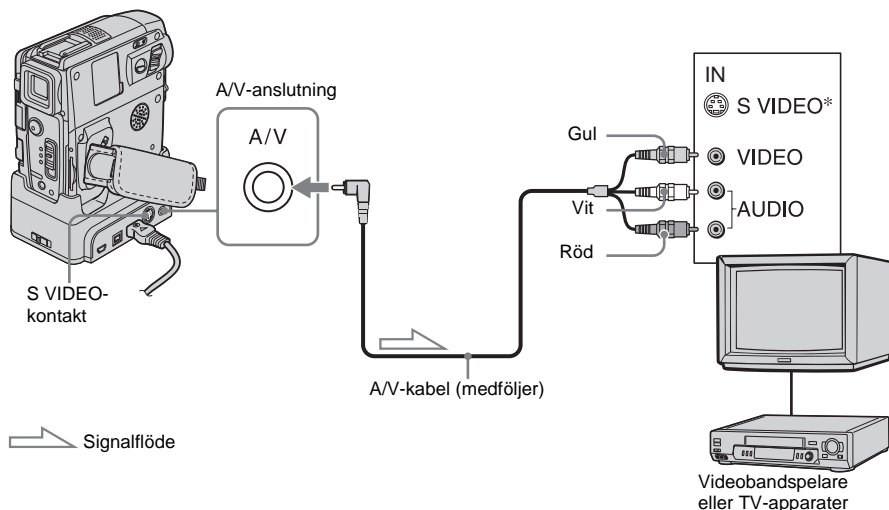 A/V-anslutning
A/V
IN
S VIDEO*
Gul
VIDEO
Vit
AUDIO
Röd
S VIDEO-
kontakt
A/V-kabel (medföljer)
Signalflöde
Videobandspelare
eller TV-apparater